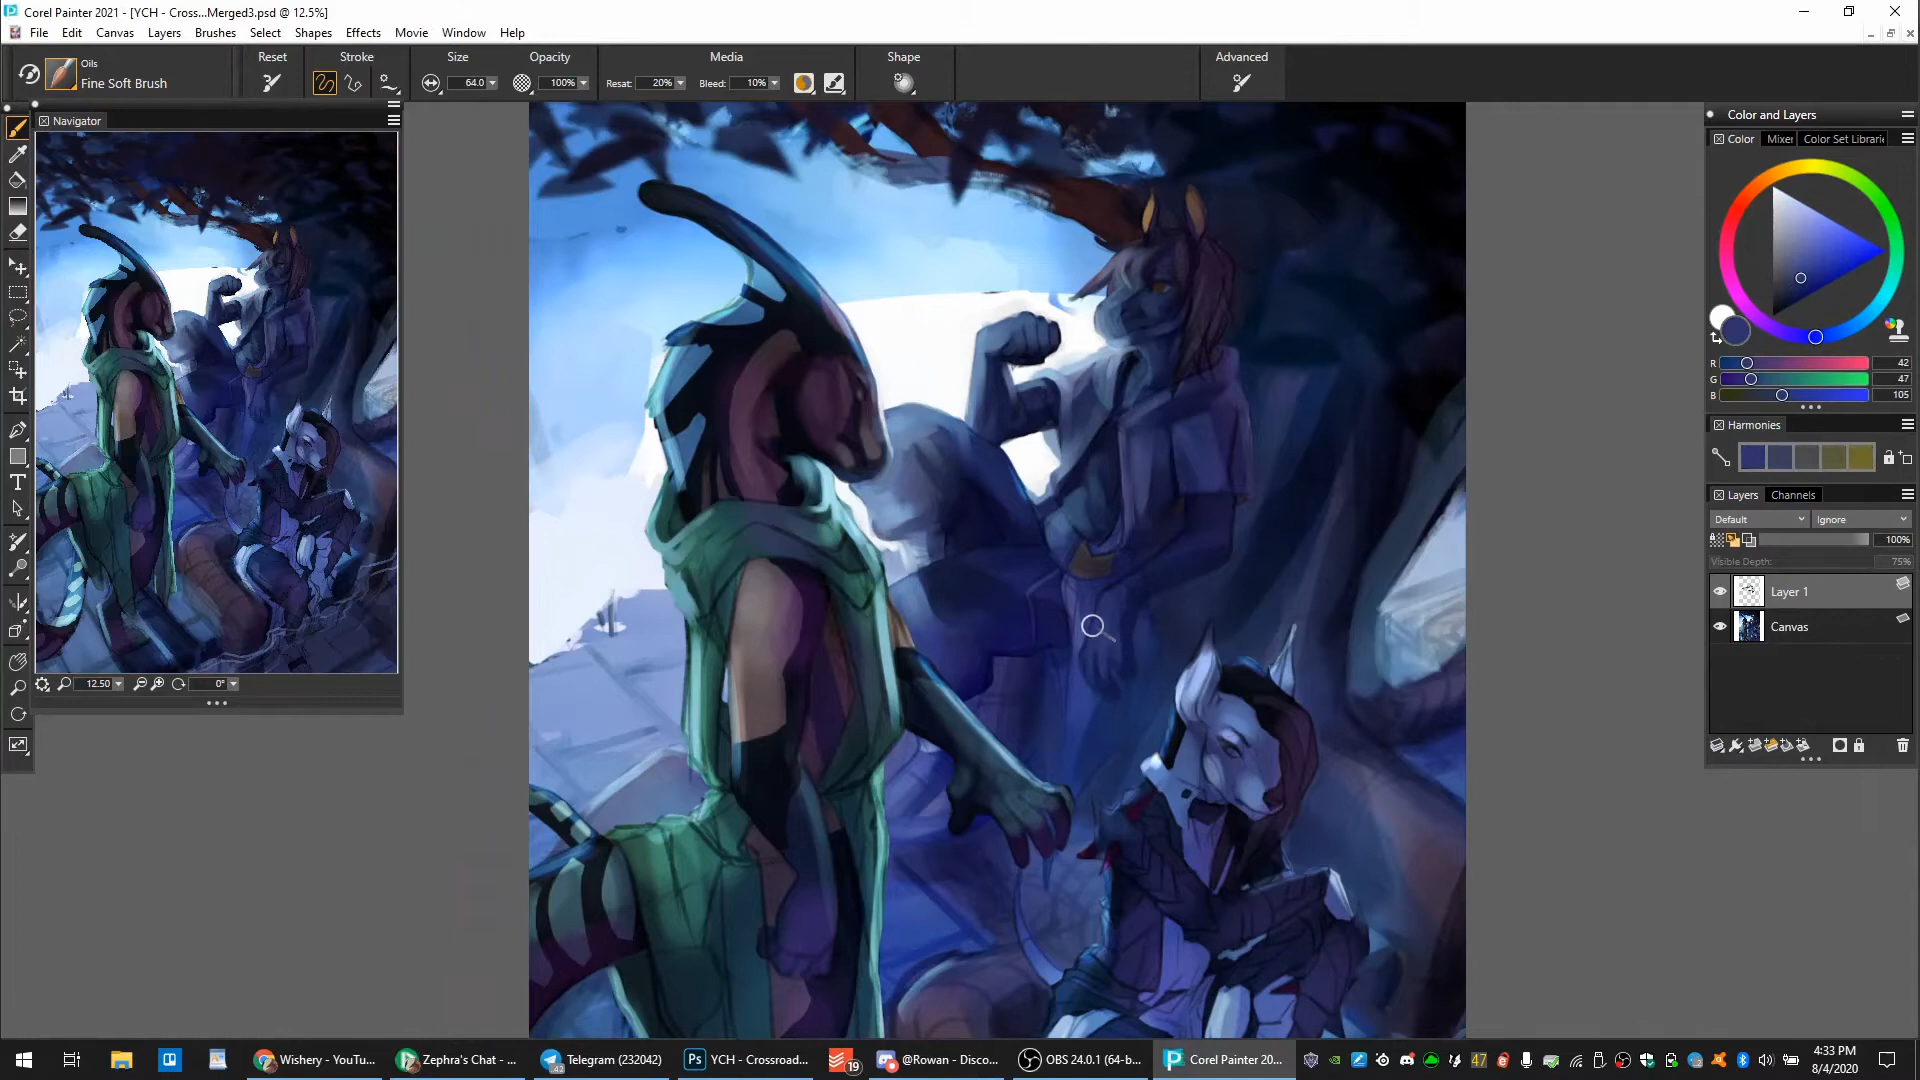 Corel Painter 2021 - [YCH - Cross...Merged3.psd @ 12.5%]
File Edit Canvas Layers Brushes Select Shapes Effects Movie Window Help
Oils
Fine Soft Brush
Reset Stroke Size Opacity Media Shape Advanced
64.0 100% Resat: 20% Bleed: 10%
Navigator
12.50 0°
Color and Layers
Color Mixer Color Set Librari
R 42
G 47
B 105
Harmonies
Layers Channels
Default Ignore
100%
Visible Depth: 75%
Layer 1
Canvas
T
Wishery - YouTu...
Zephra's Chat - ...
Telegram (232042)
Ps YCH - Crossroad...
19
@Rowan - Disco...
OBS 24.0.1 (64-b...
Corel Painter 20...
47
4:33 PM
8/4/2020